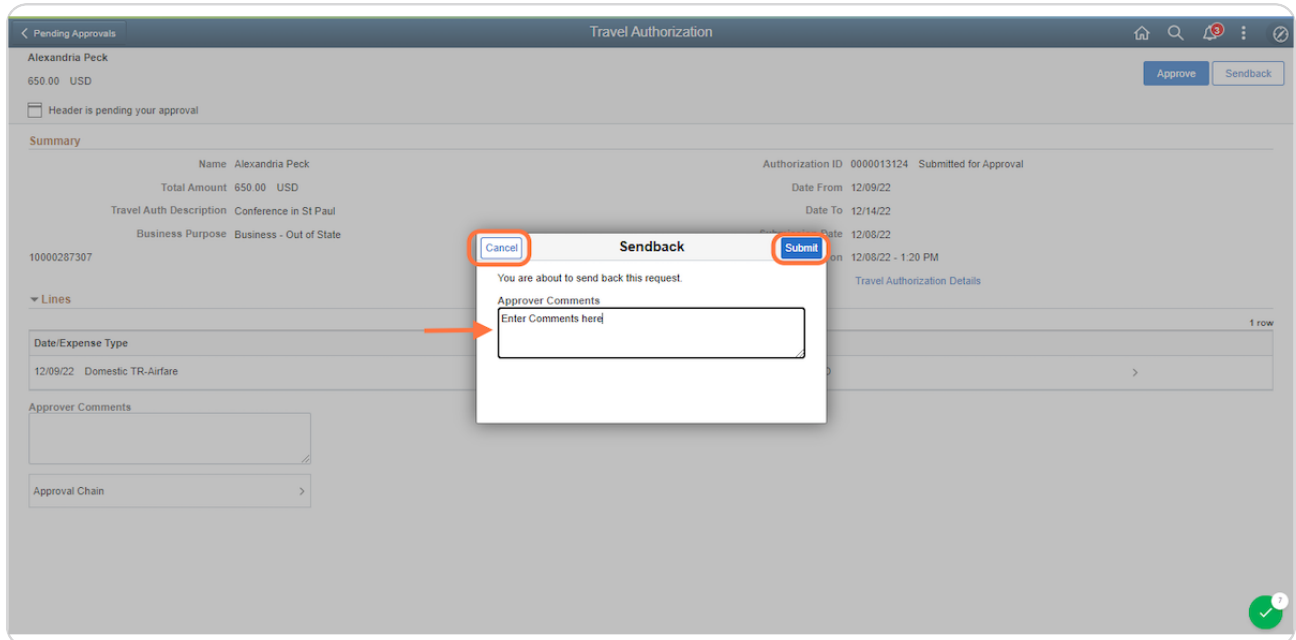 Pending Approvals
Travel Authorization
3
Alexandria Peck
650.00 USD
Approve
Sendback
Header is pending your approval
Summary
Name Alexandria Peck
Authorization ID 0000013124 Submitted for Approval
Total Amount 650.00 USD
Date From 12/09/22
Travel Auth Description Conference in St Paul
Date To 12/14/22
Business Purpose Business - Out of State
Date 12/08/22
10000287307
on 12/08/22 - 1:20 PM
Travel Authorization Details
Cancel
Sendback
Submit
You are about to send back this request.
Approver Comments
Enter Comments here
Lines
1 row
Date/Expense Type
12/09/22 Domestic TR-Airfare
Approver Comments
Approval Chain
7